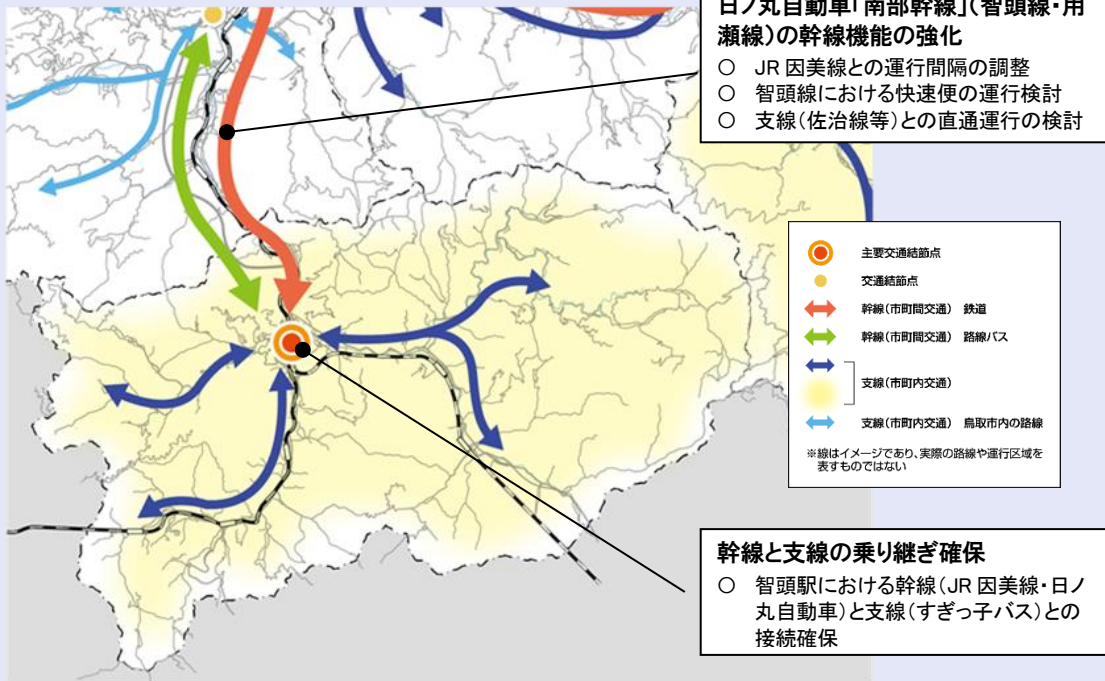 日ノ丸自動車「南部幹線」(智頭線・用
瀬線)の幹線機能の強化
○ JR因美線との運行間隔の調整
○ 智頭線における快速便の運行検討
○ 支線(佐治線等)との直通運行の検討
主要交通結節点
交通結節点
幹線(市町間交通) 鉄道
幹線(市町間交通) 路線バス
支線(市町内交通)
支線(市町内交通) 鳥取市内の路線
※線はイメージであり、実際の路線や運行区域を
表すものではない
幹線と支線の乗り継ぎ確保
○ 智頭駅における幹線(JR因美線・日ノ
丸自動車)と支線(すぎっ子バス)との
接続確保